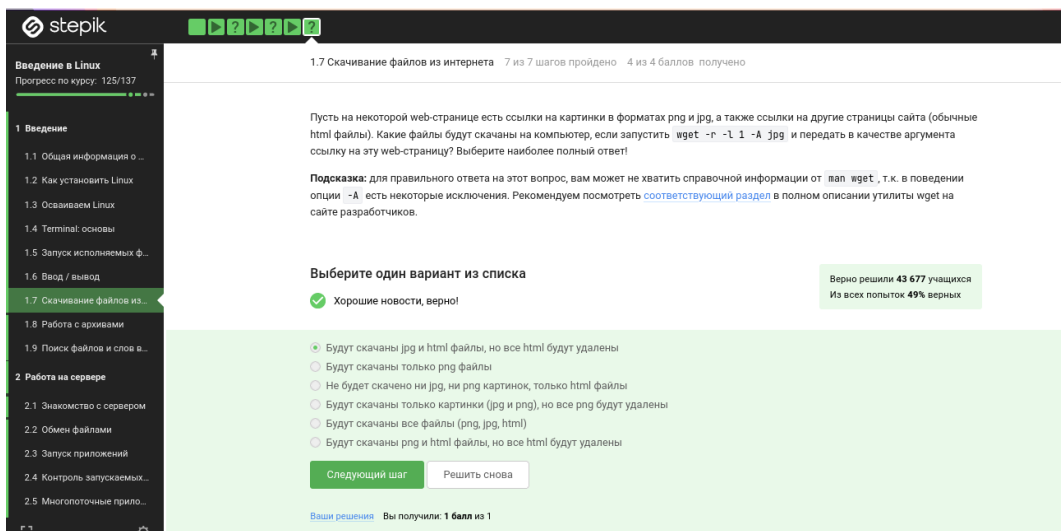 stepik
? ? ?
Введение в Linux
Прогресс по курсу: 125/137
1 Введение
1.1 Общая информация о ...
1.2 Как установить Linux
1.3 Осваиваем Linux
1.4 Terminal: основы
1.5 Запуск исполняемых ф...
1.6 Ввод / вывод
1.7 Скачивание файлов из...
1.8 Работа с архивами
1.9 Поиск файлов и слов в...
2 Работа на сервере
2.1 Знакомство с сервером
2.2 Обмен файлами
2.3 Запуск приложений
2.4 Контроль запускаемых...
2.5 Многопоточные прило...
1.7 Скачивание файлов из интернета 7 из 7 шагов пройдено 4 из 4 баллов получено
Пусть на некоторой web-странице есть ссылки на картинки в форматах png и jpg, а также ссылки на другие страницы сайта (обычные
html файлы). Какие файлы будут скачаны на компьютер, если запустить wget -r -l 1 -A jpg и передать в качестве аргумента
ссылку на эту web-страницу? Выберите наиболее полный ответ!
Подсказка: для правильного ответа на этот вопрос, вам может не хватить справочной информации от man wget, т.к. в поведении
опции -A есть некоторые исключения. Рекомендуем посмотреть соответствующий раздел в полном описании утилиты wget на
сайте разработчиков.
Выберите один вариант из списка
Хорошие новости, верно!
Верно решили 43 677 учащихся
Из всех попыток 49% верных
Будут скачаны jpg и html файлы, но все html будут удалены
Будут скачаны только png файлы
Не будет скачено ни jpg, ни png картинок, только html файлы
Будут скачаны только картинки (jpg и png), но все png будут удалены
Будут скачаны все файлы (png, jpg, html)
Будут скачаны png и html файлы, но все html будут удалены
Следующий шаг Решить снова
Ваши решения Вы получили: 1 балл из 1